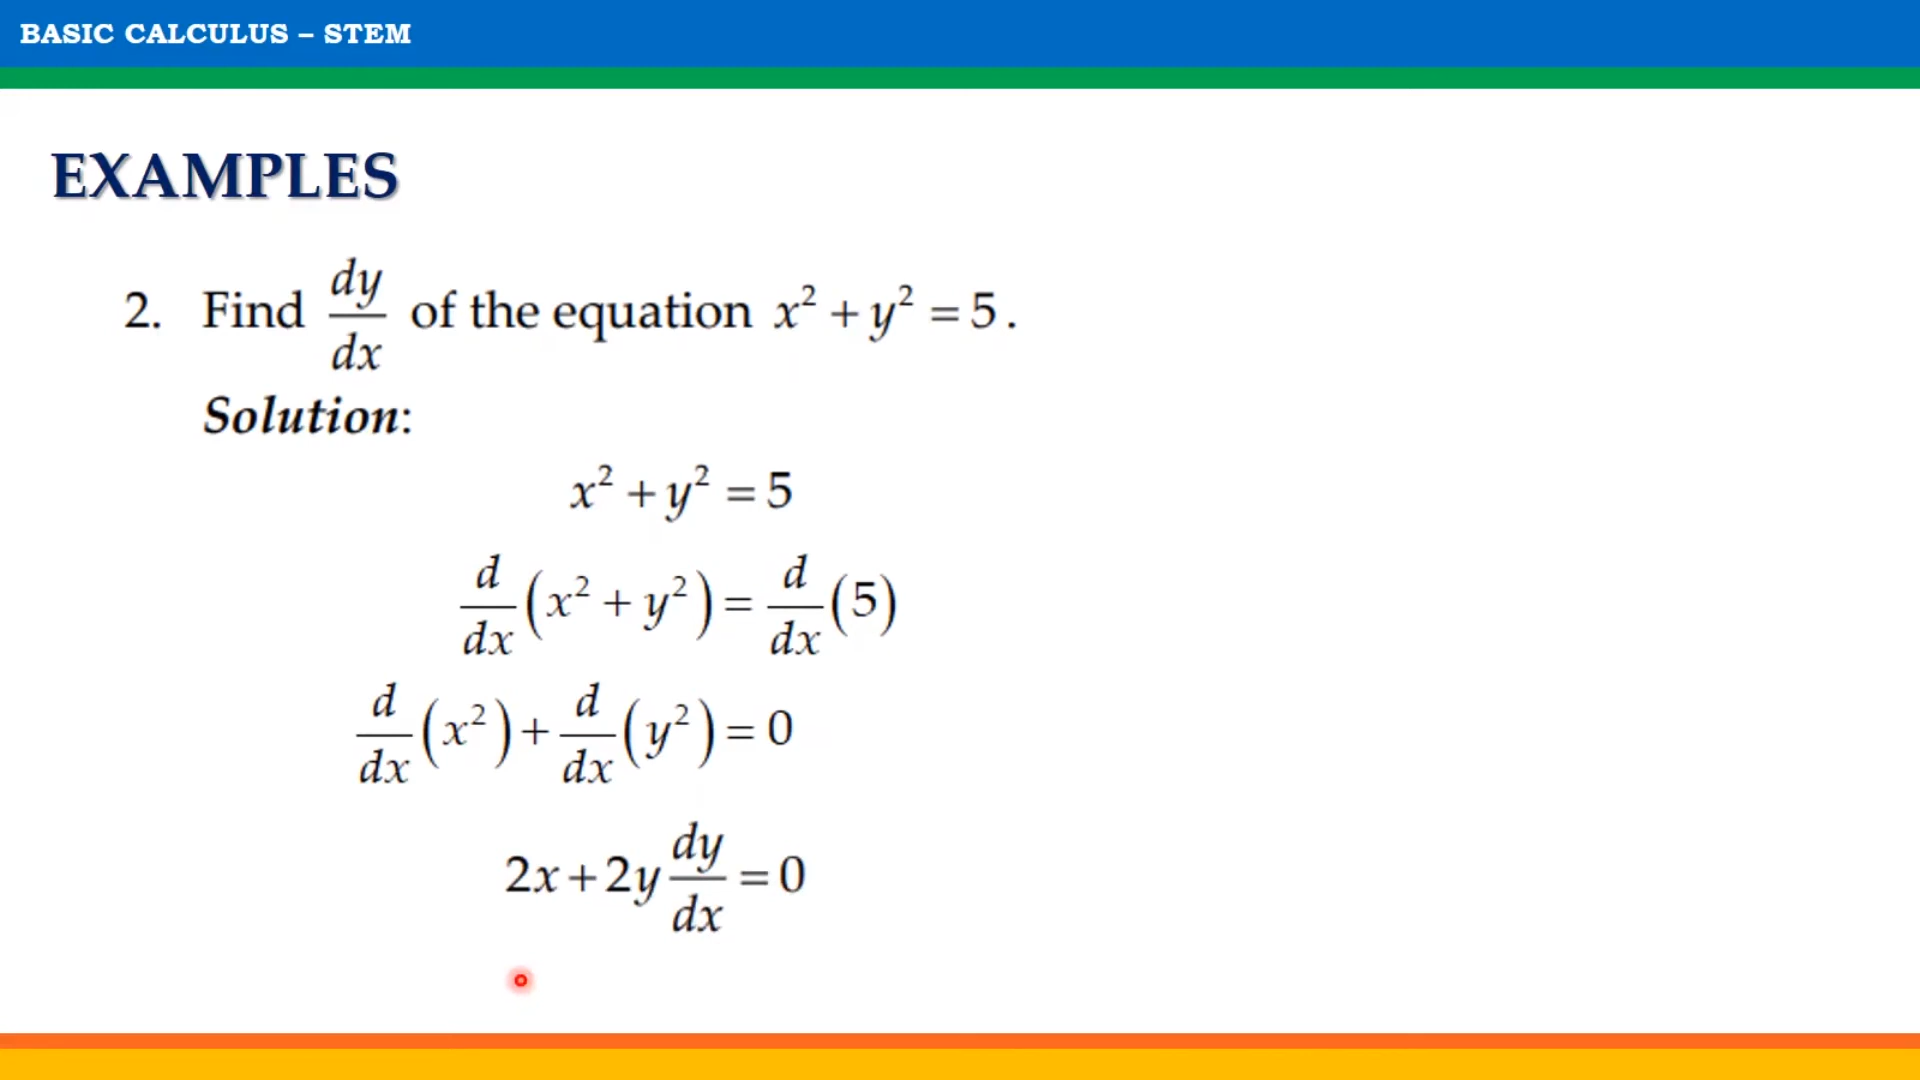 BASIC CALCULUS – STEM
EXAMPLES
2. Find dy/dx of the equation x² + y² = 5.
Solution:
x² + y² = 5
d/dx (x² + y²) = d/dx (5)
d/dx (x²) + d/dx (y²) = 0
2x + 2y dy/dx = 0